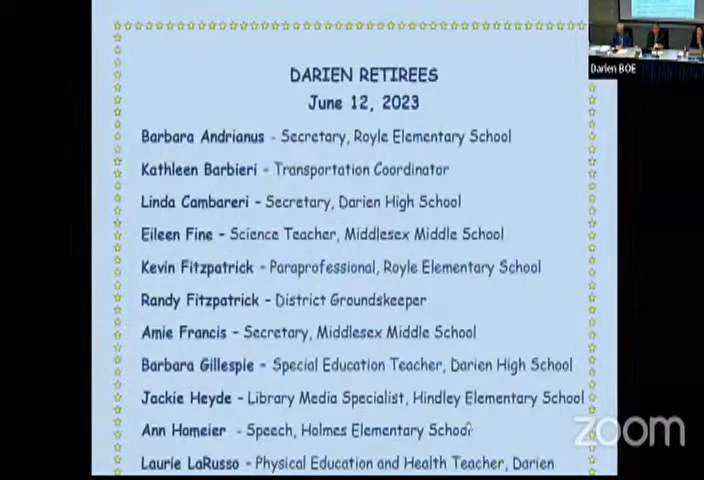 DARIEN RETIREES
June 12, 2023
Barbara Andrianus - Secretary, Royle Elementary School
Kathleen Barbieri - Transportation Coordinator
Linda Cambareri - Secretary, Darien High School
Eileen Fine - Science Teacher, Middlesex Middle School
Kevin Fitzpatrick - Paraprofessional, Royle Elementary School
Randy Fitzpatrick - District Groundskeeper
Amie Francis - Secretary, Middlesex Middle School
Barbara Gillespie - Special Education Teacher, Darien High School
Jackie Heyde - Library Media Specialist, Hindley Elementary School
Ann Homeier - Speech, Holmes Elementary School
Laurie LaRusso - Physical Education and Health Teacher, Darien
Darien BOE
zoom